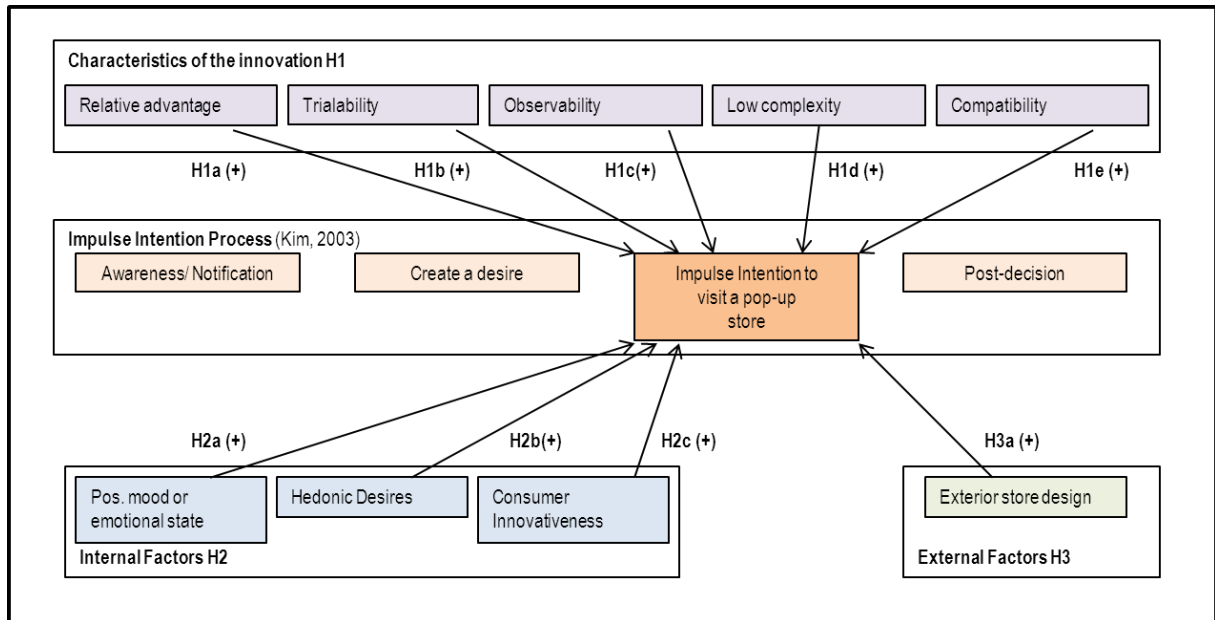 Characteristics of the innovation H1
Relative advantage
Trialability
Observability
Low complexity
Compatibility
H1a (+)
H1b (+)
H1c(+)
H1d (+)
H1e (+)
Impulse Intention Process (Kim, 2003)
Awareness/ Notification
Create a desire
Impulse Intention to
visit a pop-up
store
Post-decision
H2a (+)
H2b(+)
H2c (+)
H3a (+)
Pos. mood or
emotional state
Hedonic Desires
Consumer
Innovativeness
Internal Factors H2
Exterior store design
External Factors H3